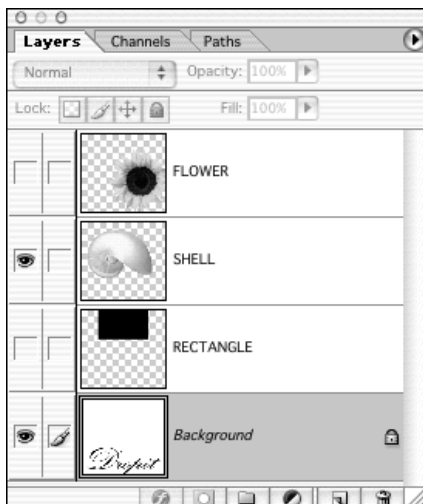 Layers Channels Paths
Normal Opacity: 100%
Lock: Fill: 100%
FLOWER
SHELL
RECTANGLE
Background